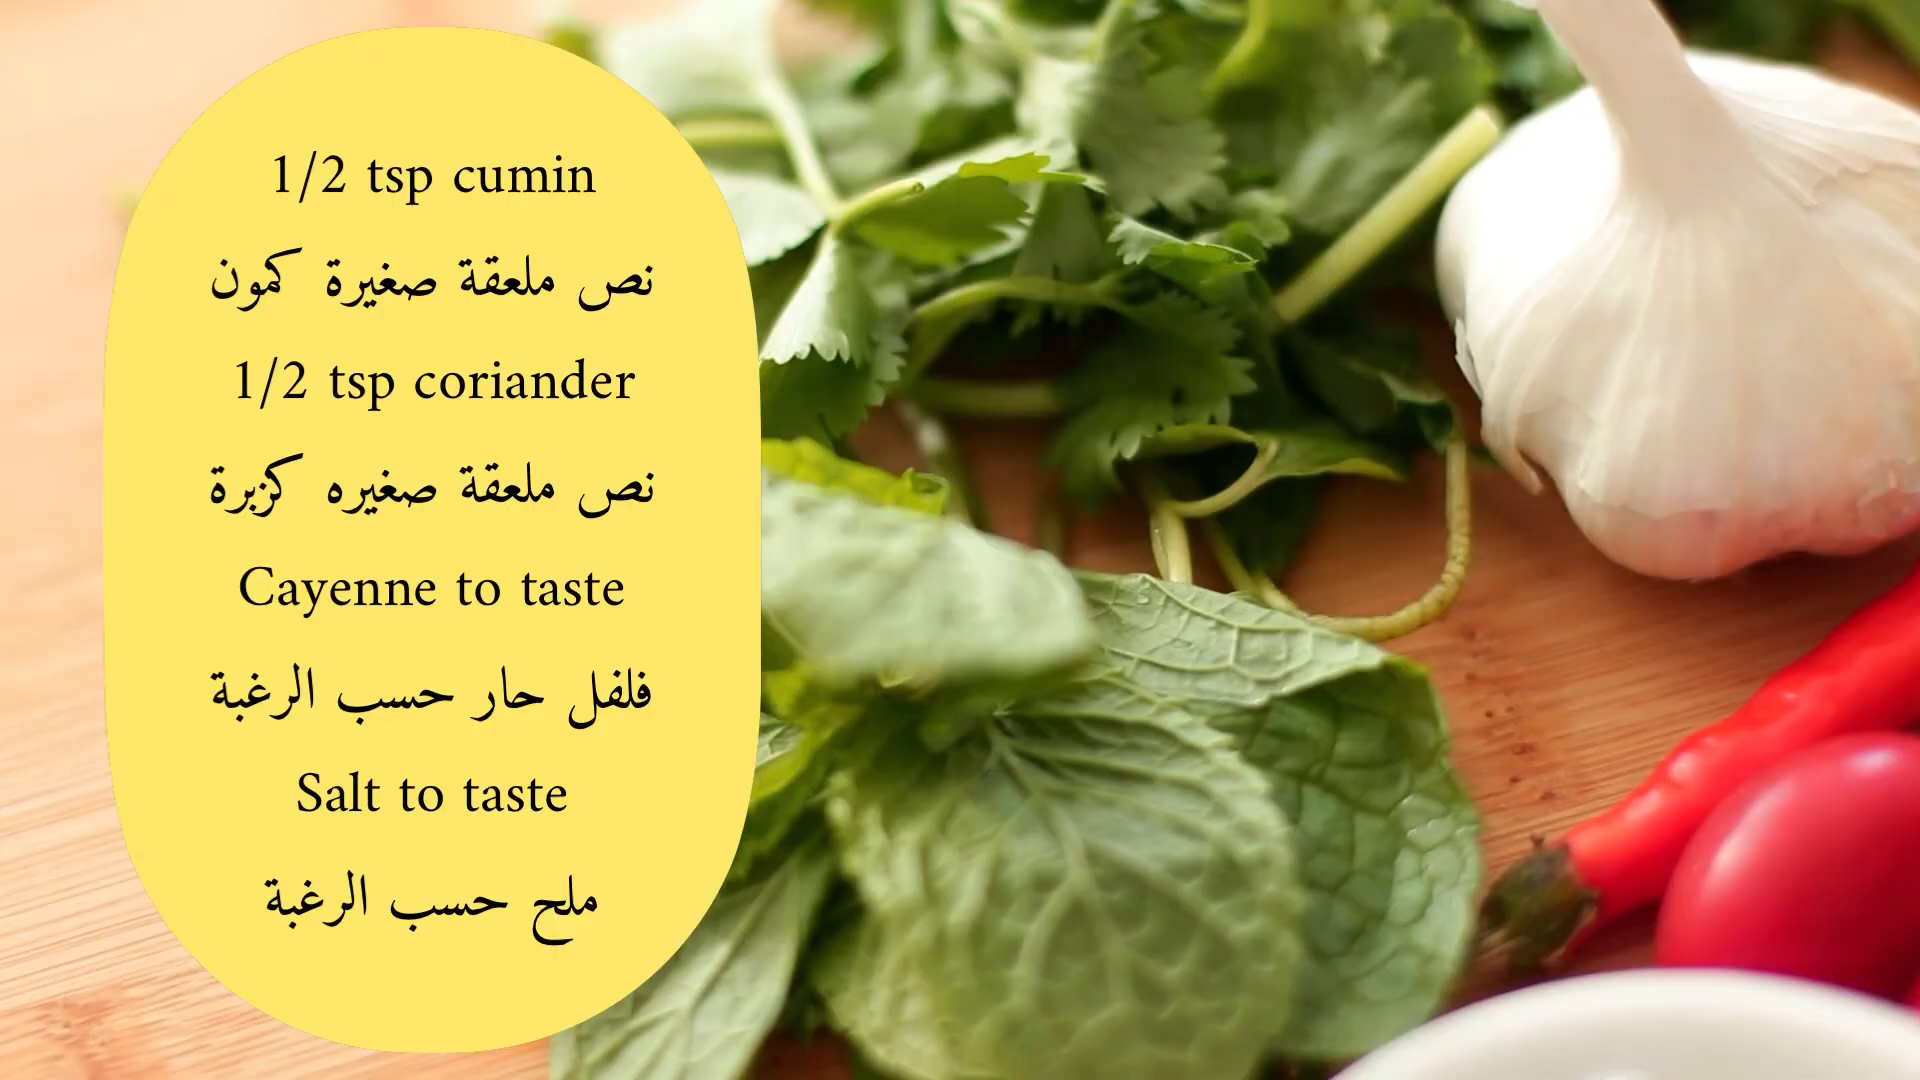 1/2 tsp cumin
نص ملعقة صغيرة كمون
1/2 tsp coriander
نص ملعقة صغيره كزبرة
Cayenne to taste
فلفل حار حسب الرغبة
Salt to taste
ملح حسب الرغبة